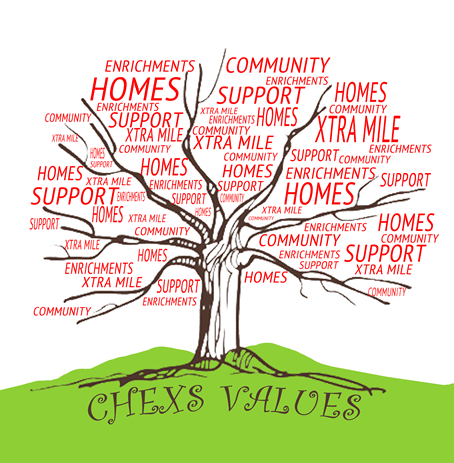 ENRICHMENTS COMMUNITY
HOMES ENRICHMENTS
SUPPORT HOMES
ENRICHMENTS XTRA MILE
COMMUNITY SUPPORT ENRICHMENTS HOMES COMMUNITY
XTRA MILE COMMUNITY XTRA MILE
XTRA MILE XTRA MILE
HOMES COMMUNITY COMMUNITY SUPPORT ENRICHMENTS
SUPPORT HOMES COMMUNITY
HOMES HOMES ENRICHMENTS
XTRA MILE ENRICHMENTS SUPPORT SUPPORT
SUPPORT ENRICHMENTS SUPPORT COMMUNITY HOMES
HOMES XTRA MILE HOMES XTRA MILE
SUPPORT COMMUNITY HOMES
COMMUNITY ENRICHMENTS
XTRA MILE COMMUNITY COMMUNITY
HOMES ENRICHMENTS SUPPORT
ENRICHMENTS SUPPORT XTRA MILE
XTRA MILE SUPPORT HOMES
ENRICHMENTS COMMUNITY
COMMUNITY
CHEXS VALUES